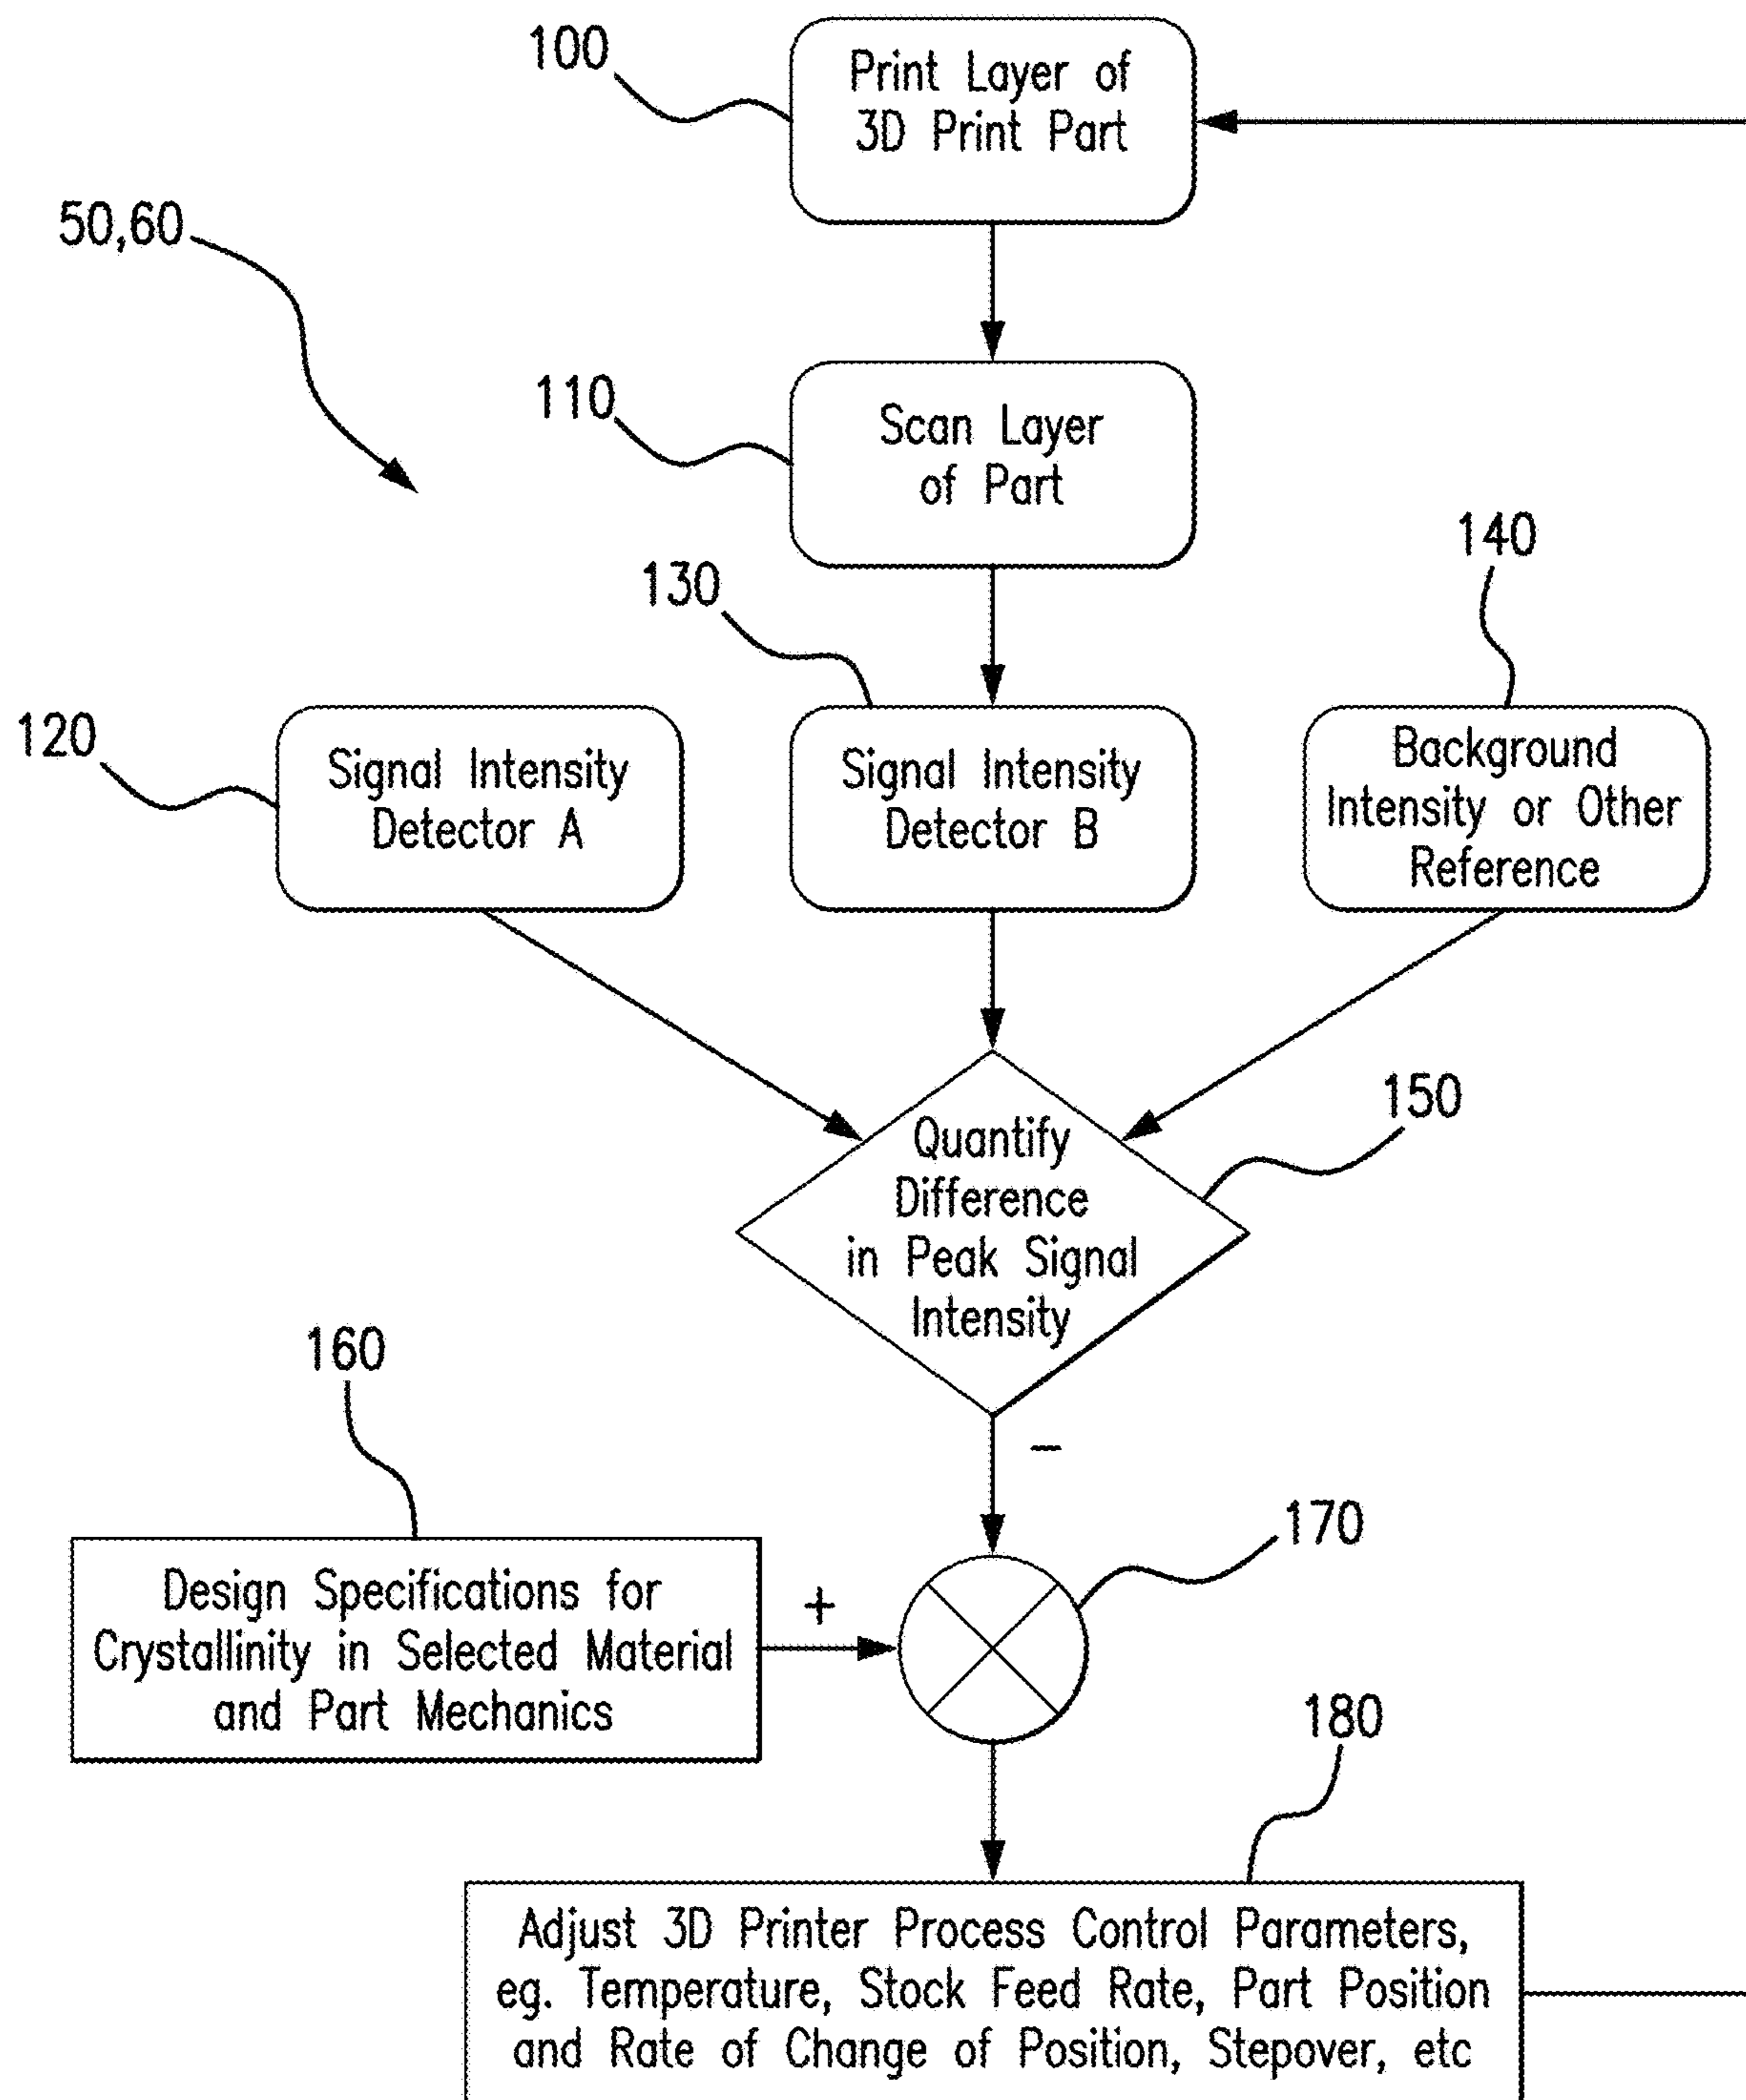 100
Print Layer of
3D Print Part
50,60
110
Scan Layer
of Part
130
140
120
Signal Intensity
Detector A
Signal Intensity
Detector B
Background
Intensity or Other
Reference
150
Quantify
Difference
in Peak Signal
Intensity
160
−
170
Design Specifications for
Crystallinity in Selected Material
and Part Mechanics
+
180
Adjust 3D Printer Process Control Parameters,
eg. Temperature, Stock Feed Rate, Part Position
and Rate of Change of Position, Stepover, etc